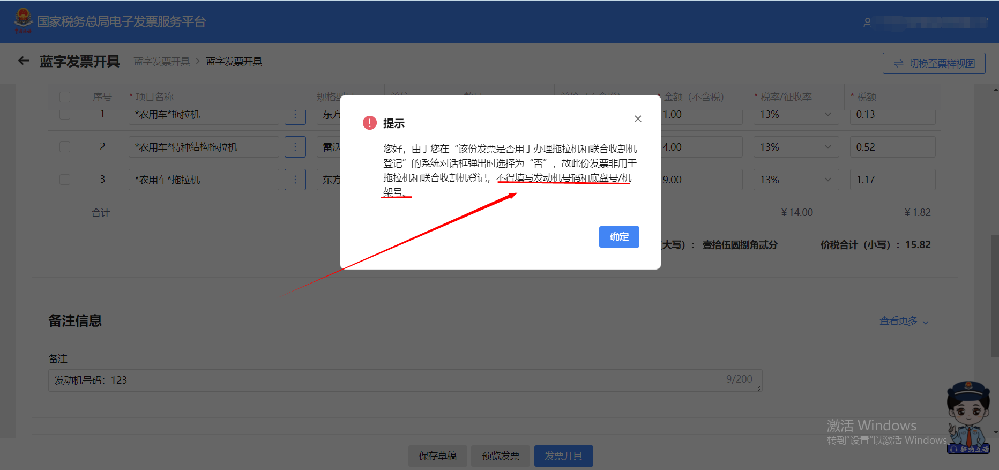 国家税务总局电子发票服务平台
蓝字发票开具 蓝字发票开具 > 蓝字发票开具
切换至票样视图
序号 * 项目名称 金额（不含税） * 税率/征收率 * 税额
1 *农用车*拖拉机 东方 1.00 13% 0.13
2 *农用车*特种结构拖拉机 雷沃 4.00 13% 0.52
3 *农用车*拖拉机 东方 9.00 13% 1.17
合计 ¥14.00 ¥1.82
大写）： 壹拾伍圆捌角贰分 价税合计（小写）：15.82
提示
您好，由于您在“该份发票是否用于办理拖拉机和联合收割机
登记”的系统对话框弹出时选择为“否”，故此份发票非用于
拖拉机和联合收割机登记，不得填写发动机号码和底盘号/机
架号。
确定
备注信息
查看更多
备注
发动机号码：123
9/200
激活 Windows
转到“设置”以激活 Windows。
征纳互动
保存草稿 预览发票 发票开具